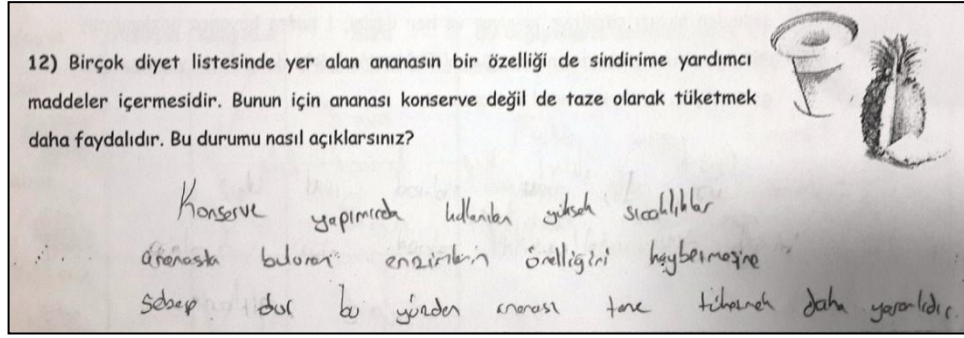 12) Birçok diyet listesinde yer alan ananasın bir özelliği de sindirime yardımcı
maddeler içermesidir. Bunun için ananası konserve değil de taze olarak tüketmek
daha faydalıdır. Bu durumu nasıl açıklarsınız?
Konserve yapımında kullanılan yüksek sıcaklıklar
ananasta bulunan enzimlerin özelliğini kaybetmesine
sebep olur bu yüzden ananası taze tüketmek daha yararlıdır.